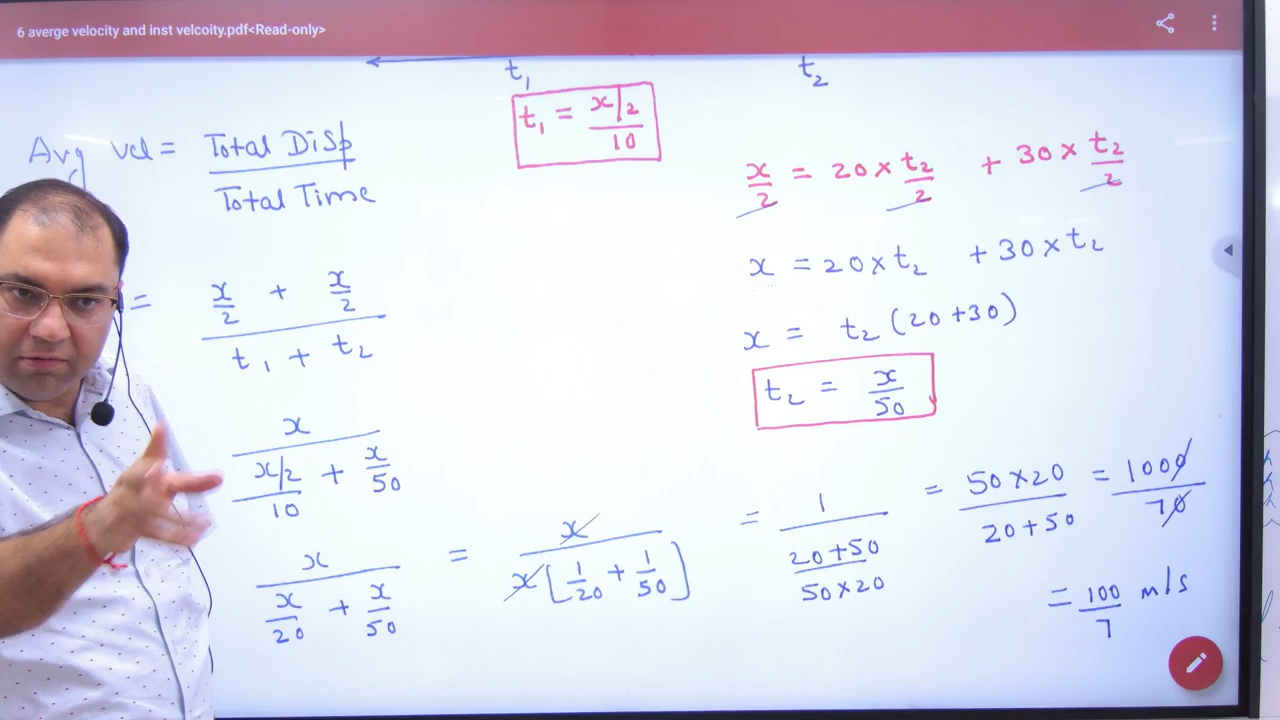 6 averge velocity and inst velcoity.pdf<Read-only>
t₁ t₂
t₁ = x/2 / 10
Avg vel = Total Disp / Total Time
= x/2 + x/2 / t₁ + t₂
x / x/2 / 10 + x/50
x / x/20 + x/50 = x / x[1/20 + 1/50] = 1 / 20+50 / 50×20 = 50×20 / 20+50 = 1000 / 70
= 100/7 m/s
x/2 = 20 × t₂/2 + 30 × t₂/2
x = 20×t₂ + 30×t₂
x = t₂ (20+30)
t₂ = x/50